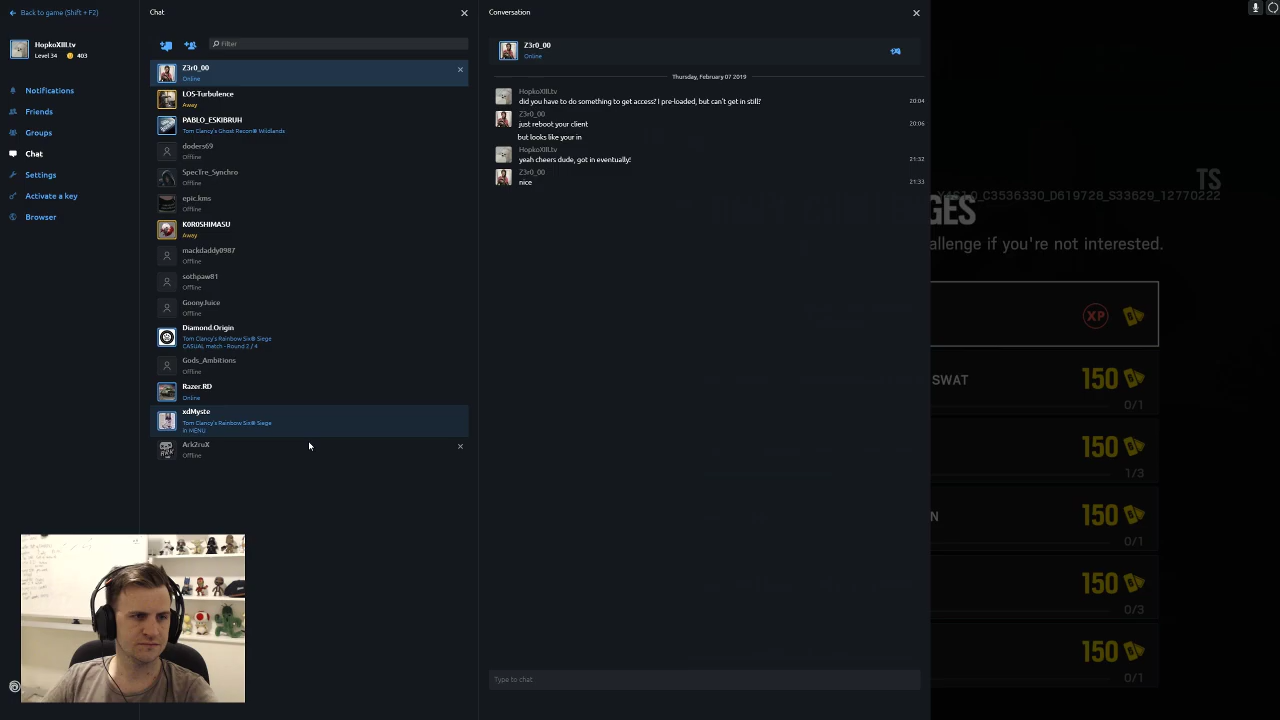 Back to game (Shift + F2)
HopkoXIII.tv
Level 34
403
Notifications
Friends
Groups
Chat
Settings
Activate a key
Browser
Chat
Filter
Z3r0_00
Online
LOS-Turbulence
Away
PABLO_ESKIBRUH
Tom Clancy's Ghost Recon® Wildlands
doders69
Offline
SpecTre_Synchro
Offline
epic.kms
Offline
K0R0SHIMASU
Away
mackdaddy0987
Offline
sothpaw81
Offline
GoonyJuice
Offline
Diamond.Origin
Tom Clancy's Rainbow Six® Siege
CASUAL match - Round 2 / 4
Gods_Ambitions
Offline
Razer.RD
Online
xdMyste
Tom Clancy's Rainbow Six® Siege
in MENU
Ark2ruX
Offline
Conversation
Z3r0_00
Online
Thursday, February 07 2019
HopkoXIII.tv
did you have to do something to get access? I pre-loaded, but can't get in still!
20:04
Z3r0_00
just reboot your client
20:06
but looks like your in
HopkoXIII.tv
yeah cheers dude, got in eventually!
21:32
Z3r0_00
nice
21:33
Type to chat
TS
Y4S1.0_C3536330_D619728_S33629_12770222
GES
allenge if you're not interested.
XP
SWAT
150
0/1
150
1/3
N
150
0/1
150
0/3
150
0/1